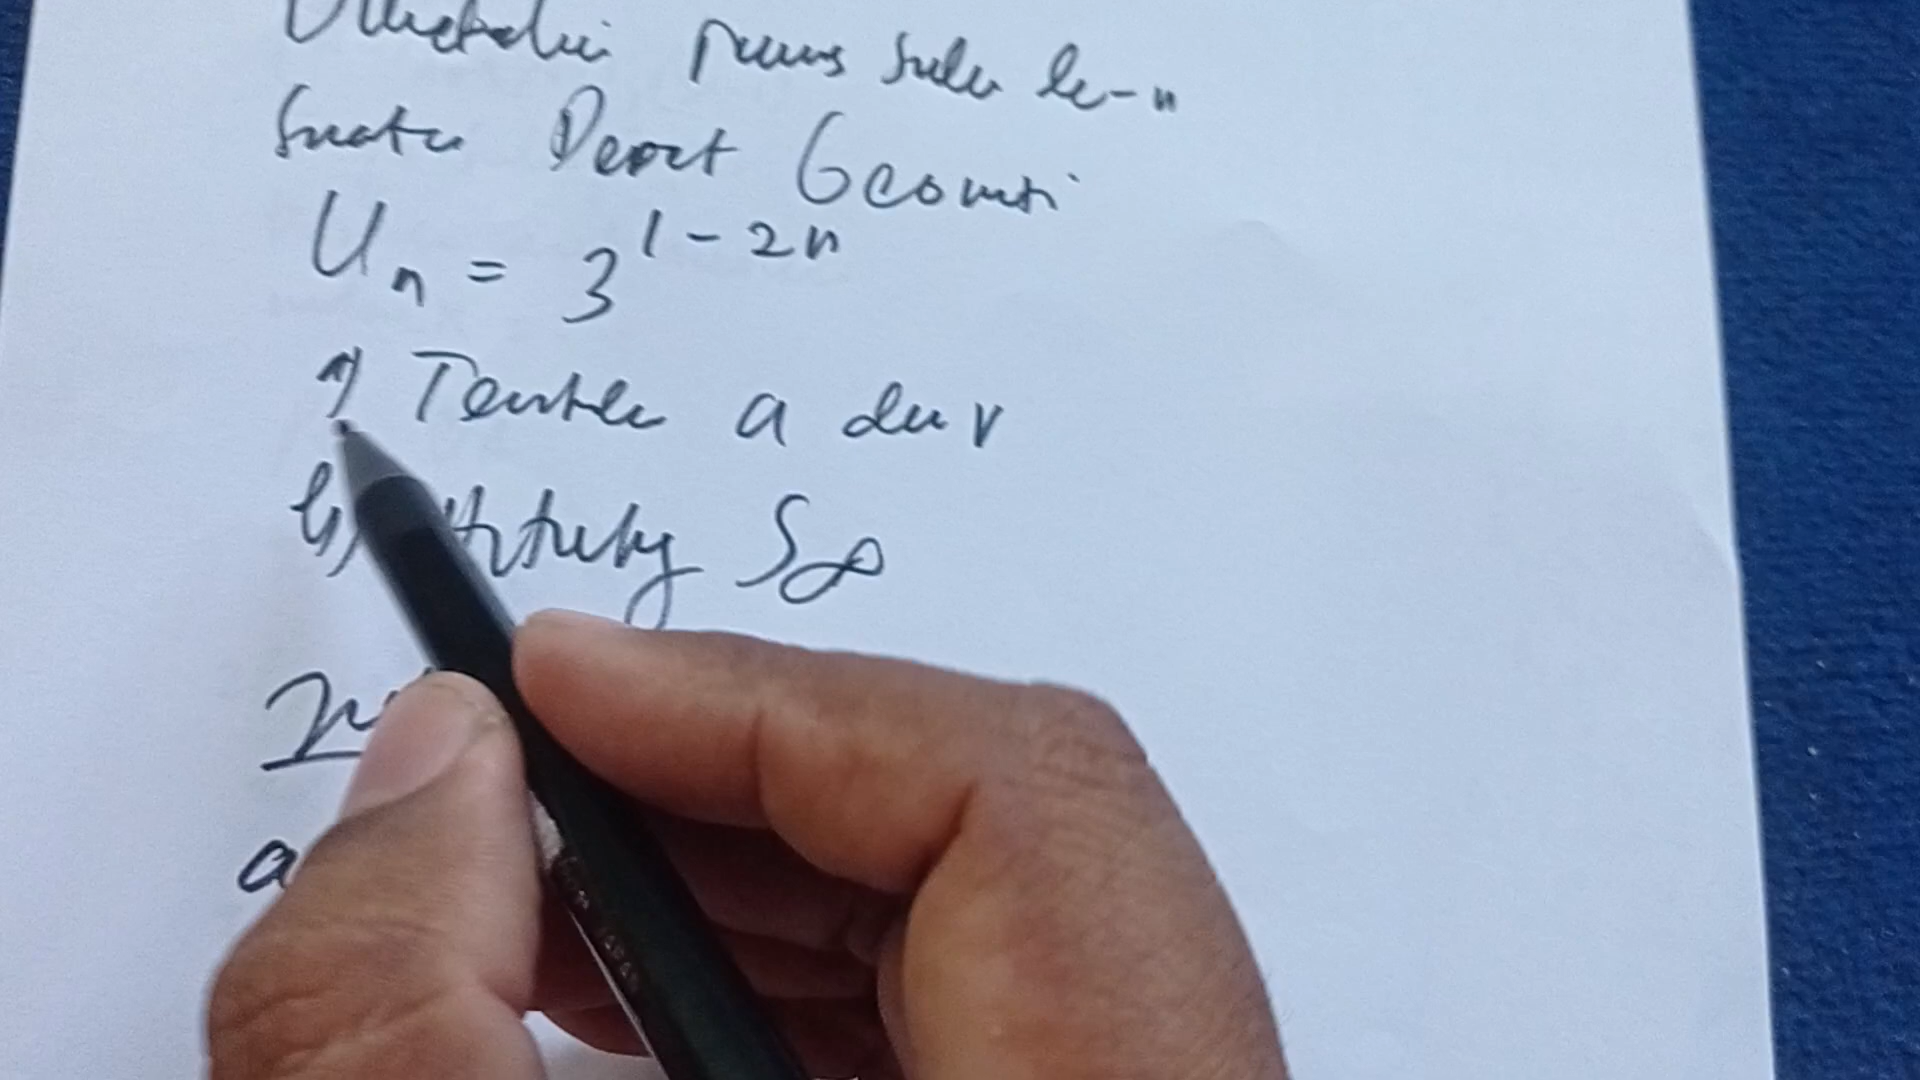 Diketahui rumus suku ke-n
suatu Deret Geometri
Uₙ = 3^(1-2n)
a) Tentukan a dan r
b) Hitunglah S∞
a